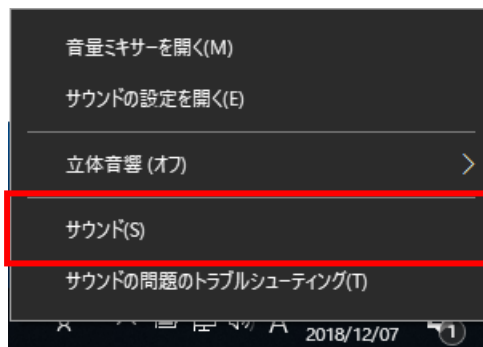 音量ミキサーを開く(M)
サウンドの設定を開く(E)
立体音響 (オフ)
サウンド(S)
サウンドの問題のトラブルシューティング(T)
A
2018/12/07
1